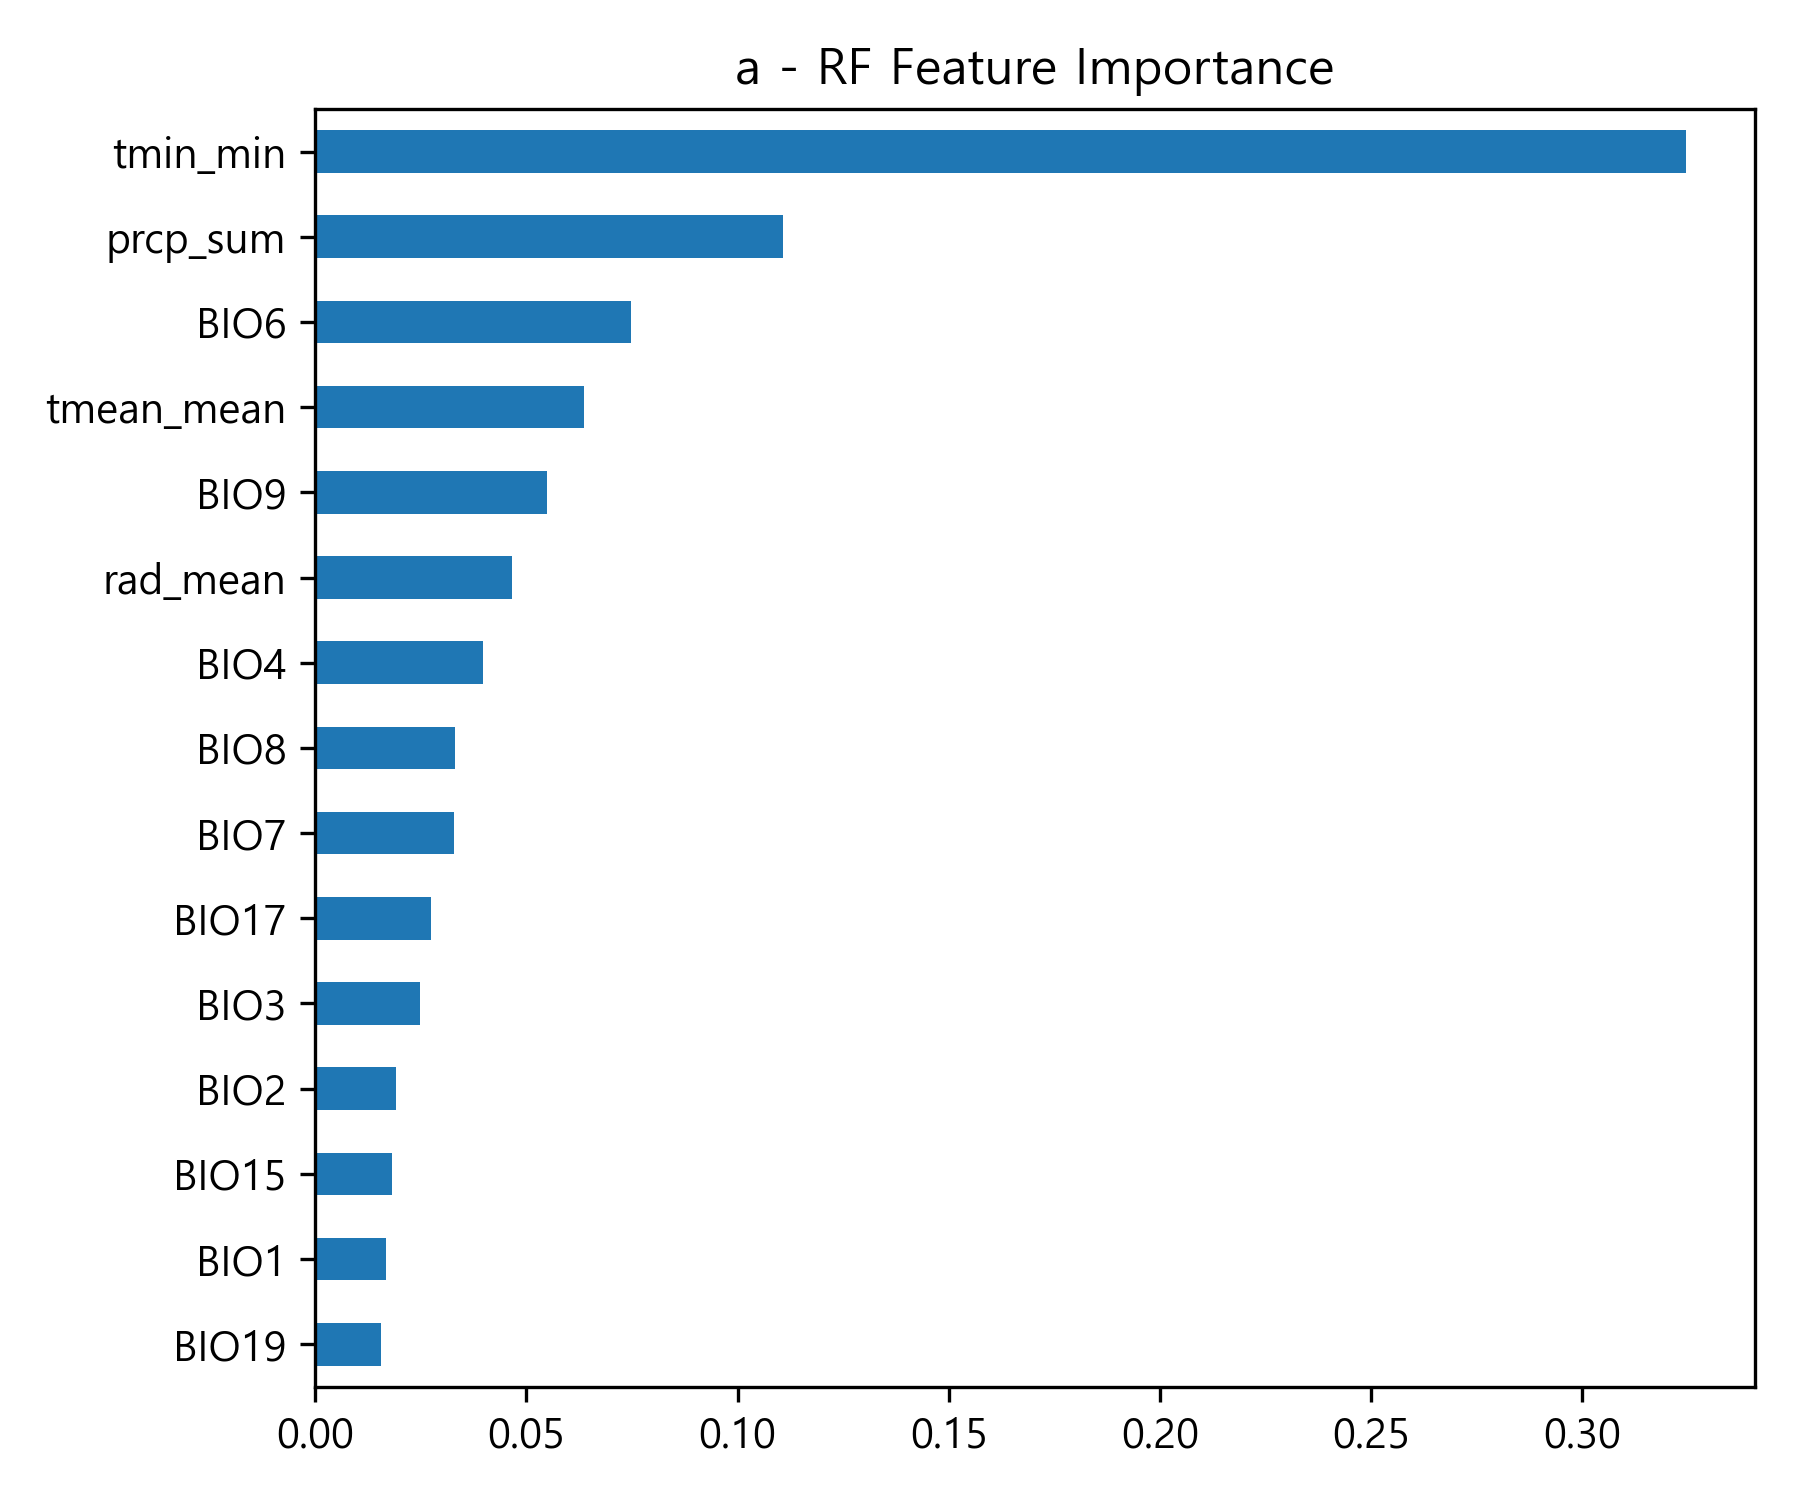 a - RF Feature Importance
tmin_min
prcp_sum
BIO6
tmean_mean
BIO9
rad_mean
BIO4
BIO8
BIO7
BIO17
BIO3
BIO2
BIO15
BIO1
BIO19
0.00 0.05 0.10 0.15 0.20 0.25 0.30